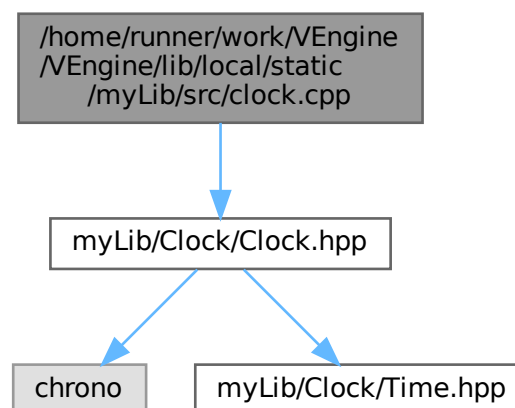 /home/runner/work/VEngine
/VEngine/lib/local/static
/myLib/src/clock.cpp
myLib/Clock/Clock.hpp
chrono
myLib/Clock/Time.hpp